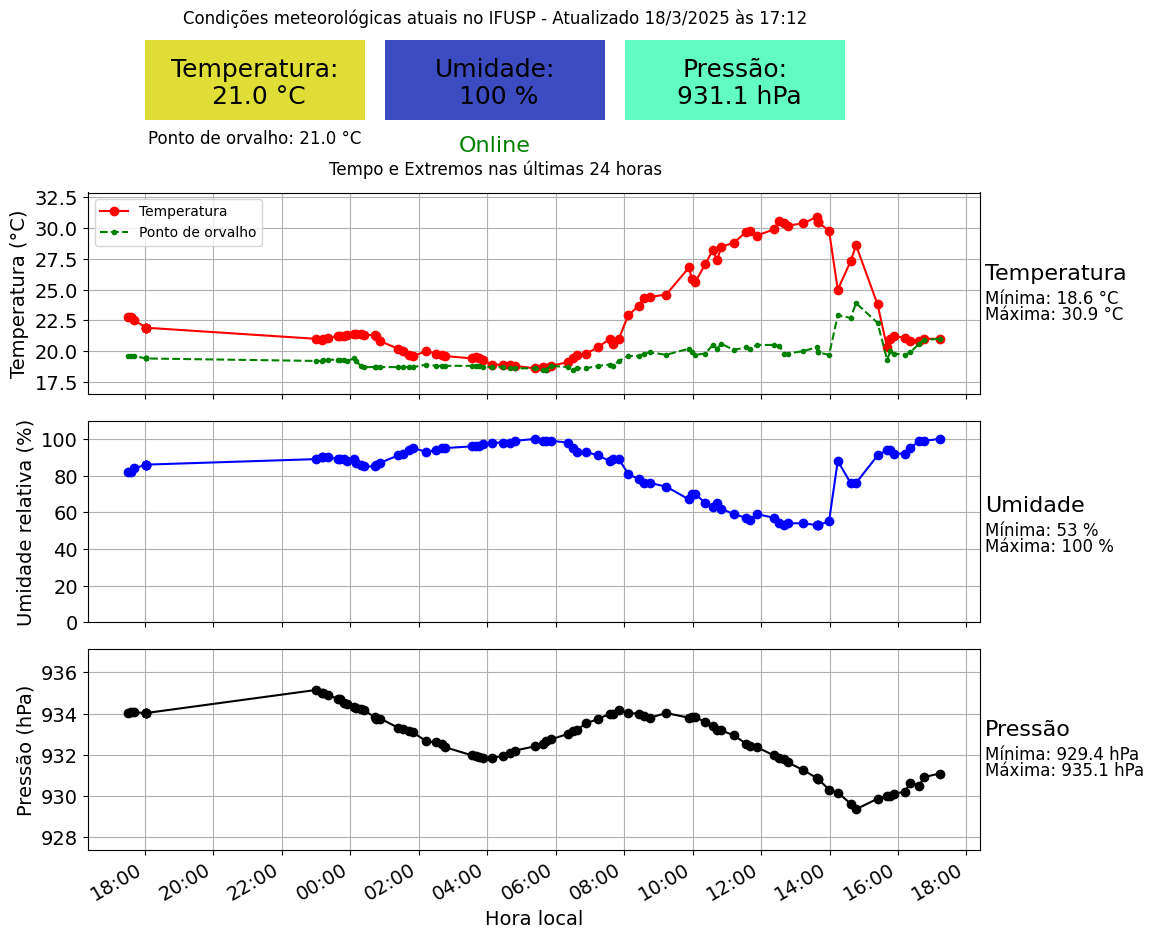 Condições meteorológicas atuais no IFUSP - Atualizado 18/3/2025 às 17:12
Temperatura:
21.0 °C
Umidade:
100 %
Pressão:
931.1 hPa
Ponto de orvalho: 21.0 °C
Online
Tempo e Extremos nas últimas 24 horas
Temperatura (°C)
32.5
30.0
27.5
25.0
22.5
20.0
17.5
Temperatura
Ponto de orvalho
Temperatura
Mínima: 18.6 °C
Máxima: 30.9 °C
Umidade relativa (%)
100
80
60
40
20
0
Umidade
Mínima: 53 %
Máxima: 100 %
Pressão (hPa)
936
934
932
930
928
Pressão
Mínima: 929.4 hPa
Máxima: 935.1 hPa
18:00
20:00
22:00
00:00
02:00
04:00
06:00
08:00
10:00
12:00
14:00
16:00
18:00
Hora local